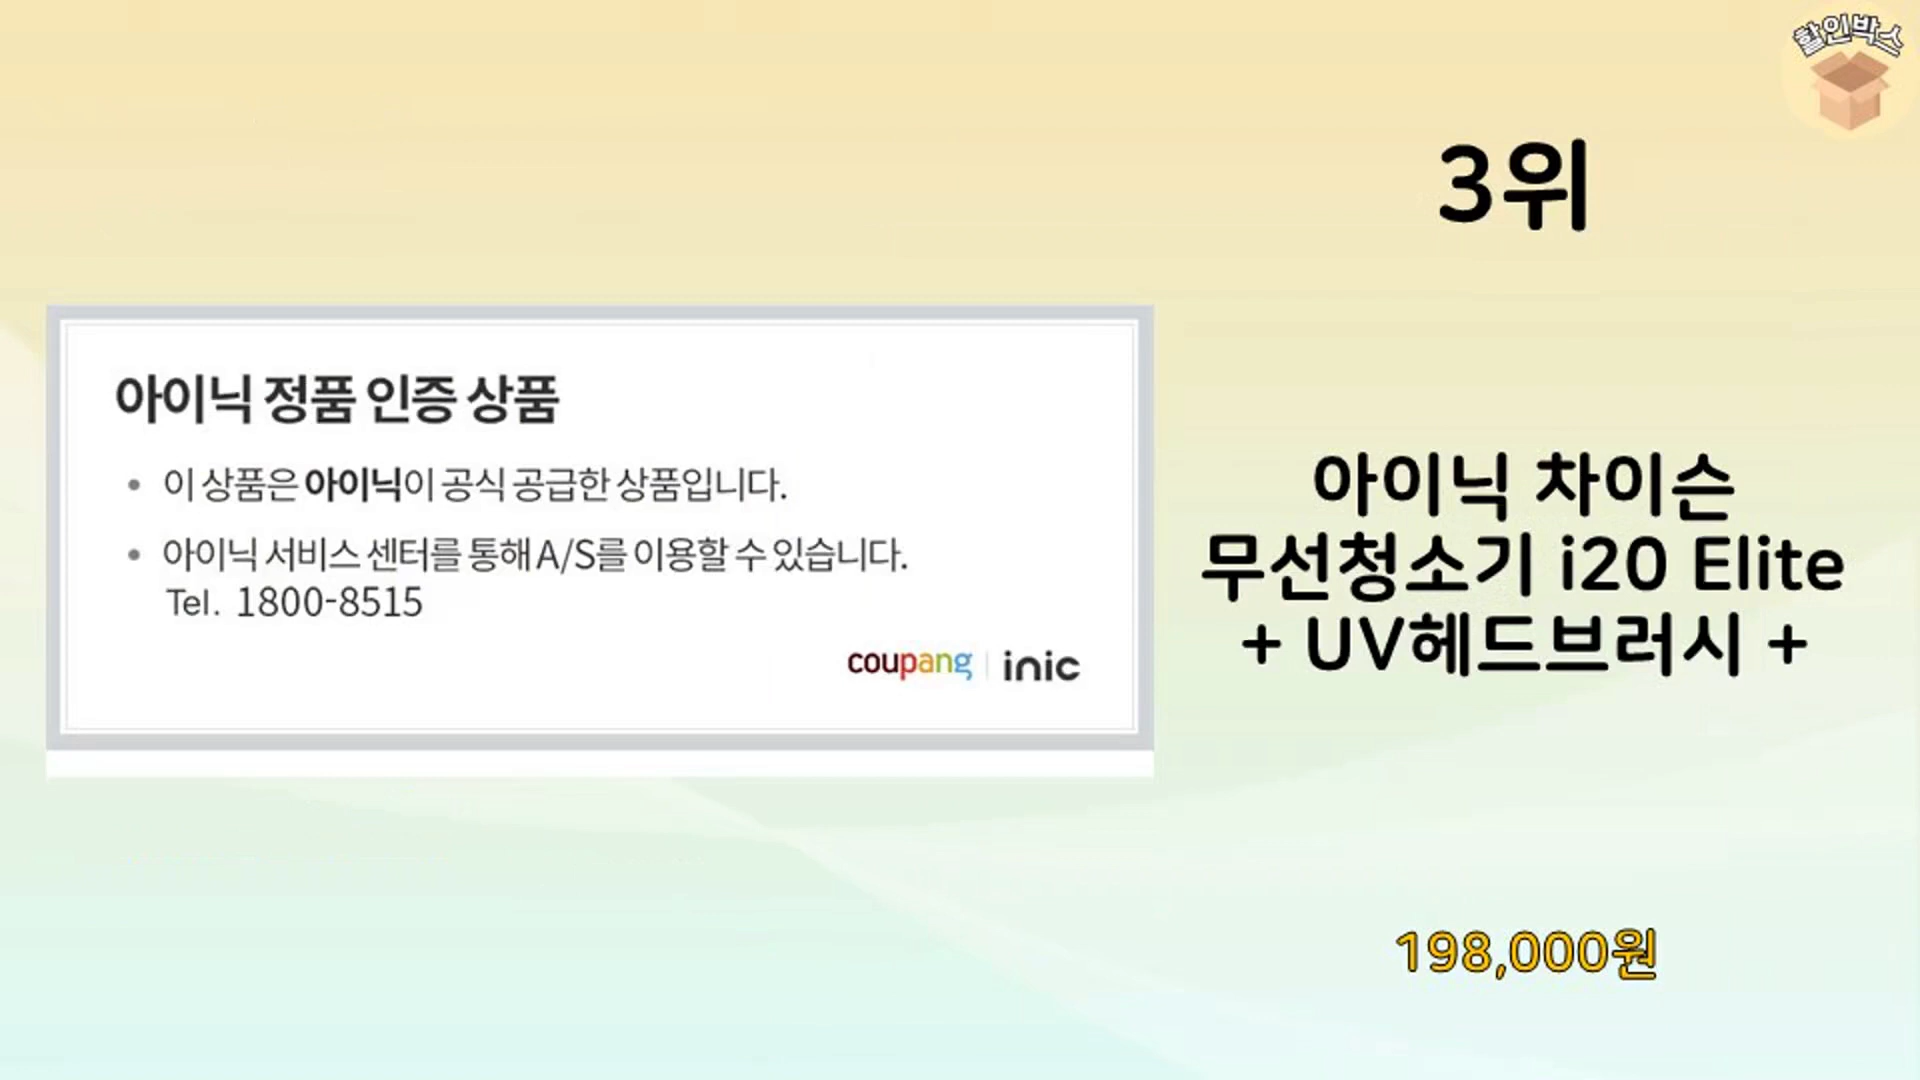 할인박스
3위
아이닉 정품 인증 상품
• 이 상품은 아이닉이 공식 공급한 상품입니다.
• 아이닉 서비스 센터를 통해 A/S를 이용할 수 있습니다.
Tel. 1800-8515
coupang | inic
아이닉 차이슨
무선청소기 i20 Elite
+ UV헤드브러시 +
198,000원